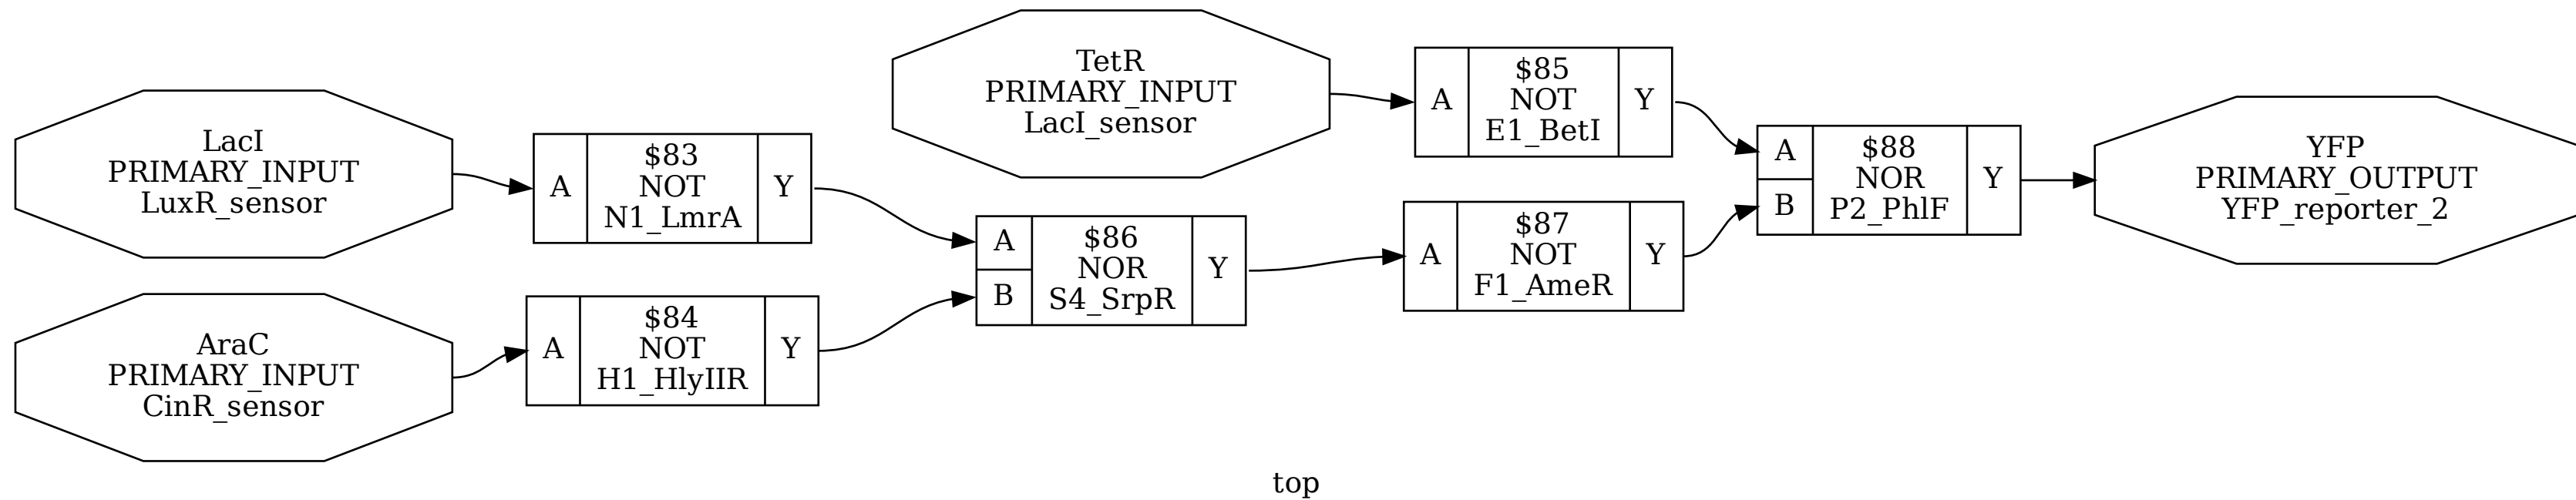 LacI
PRIMARY_INPUT
LuxR_sensor
AraC
PRIMARY_INPUT
CinR_sensor
A
$83
NOT
N1_LmrA
Y
A
$84
NOT
H1_HlyIIR
Y
TetR
PRIMARY_INPUT
LacI_sensor
A
B
$86
NOR
S4_SrpR
Y
A
$85
NOT
E1_BetI
Y
A
$87
NOT
F1_AmeR
Y
A
B
$88
NOR
P2_PhlF
Y
YFP
PRIMARY_OUTPUT
YFP_reporter_2
top